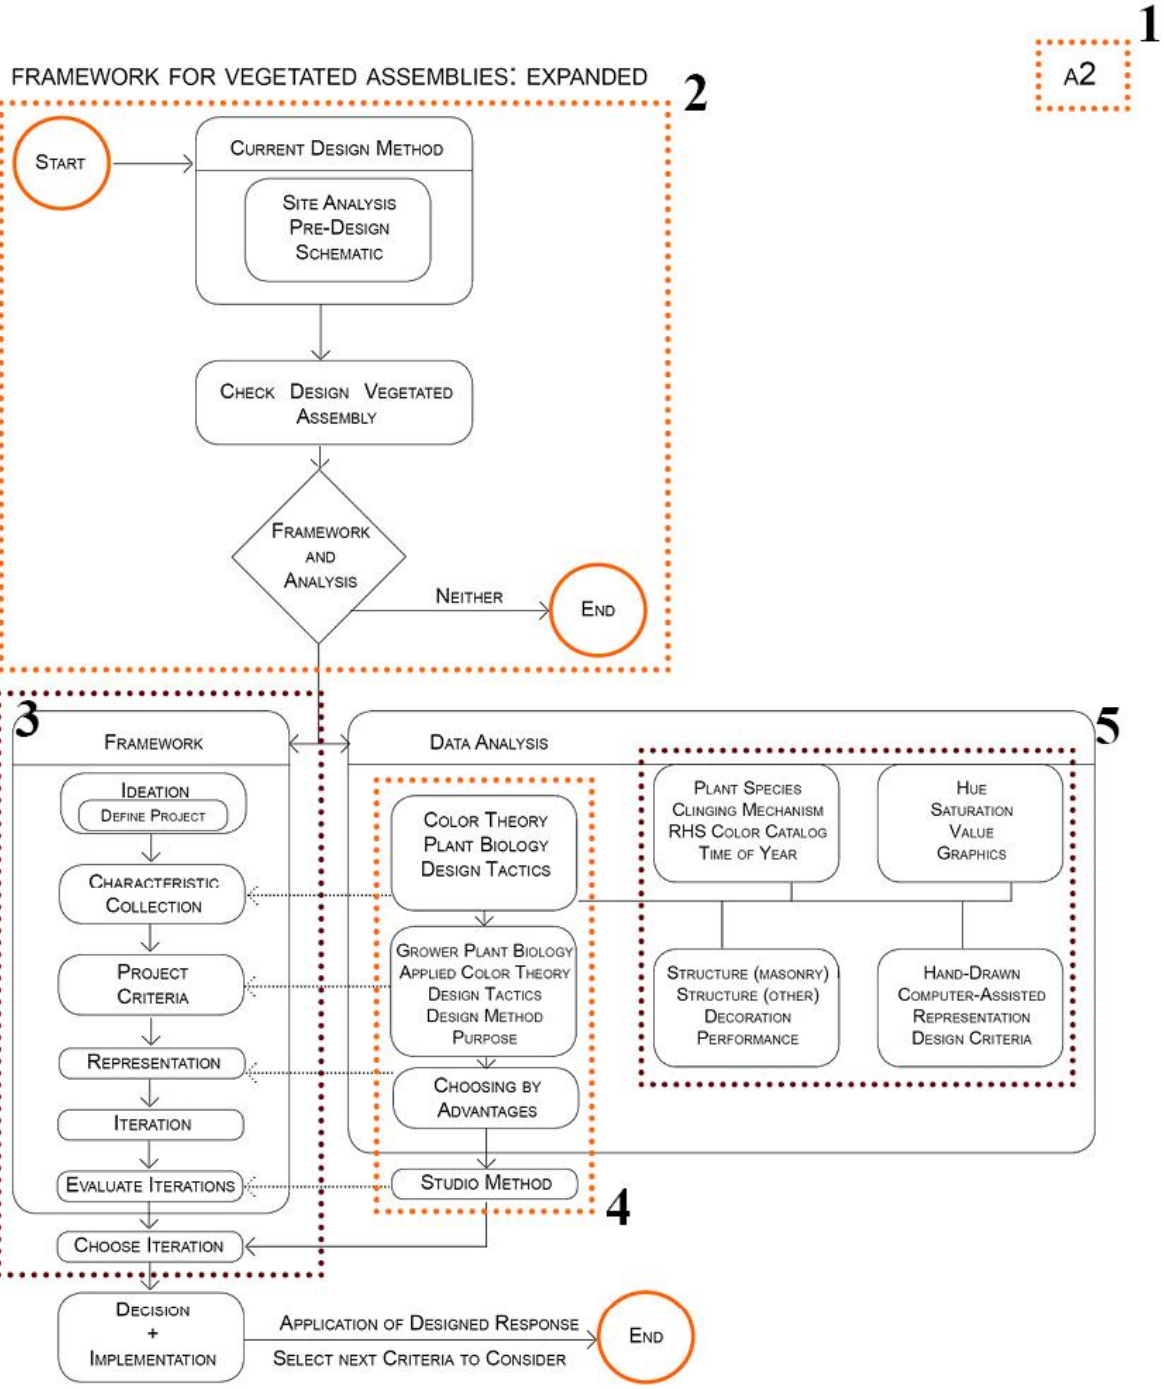 1
A2
FRAMEWORK FOR VEGETATED ASSEMBLIES: EXPANDED
2
START
CURRENT DESIGN METHOD
SITE ANALYSIS
PRE-DESIGN
SCHEMATIC
CHECK DESIGN VEGETATED
ASSEMBLY
FRAMEWORK
AND
ANALYSIS
NEITHER
END
3
FRAMEWORK
IDEATION
DEFINE PROJECT
CHARACTERISTIC
COLLECTION
PROJECT
CRITERIA
REPRESENTATION
ITERATION
EVALUATE ITERATIONS
CHOOSE ITERATION
DATA ANALYSIS
COLOR THEORY
PLANT BIOLOGY
DESIGN TACTICS
GROWER PLANT BIOLOGY
APPLIED COLOR THEORY
DESIGN TACTICS
DESIGN METHOD
PURPOSE
CHOOSING BY
ADVANTAGES
STUDIO METHOD
4
5
PLANT SPECIES
CLINGING MECHANISM
RHS COLOR CATALOG
TIME OF YEAR
HUE
SATURATION
VALUE
GRAPHICS
STRUCTURE (MASONRY)
STRUCTURE (OTHER)
DECORATION
PERFORMANCE
HAND-DRAWN
COMPUTER-ASSISTED
REPRESENTATION
DESIGN CRITERIA
DECISION
+
IMPLEMENTATION
APPLICATION OF DESIGNED RESPONSE
SELECT NEXT CRITERIA TO CONSIDER
END